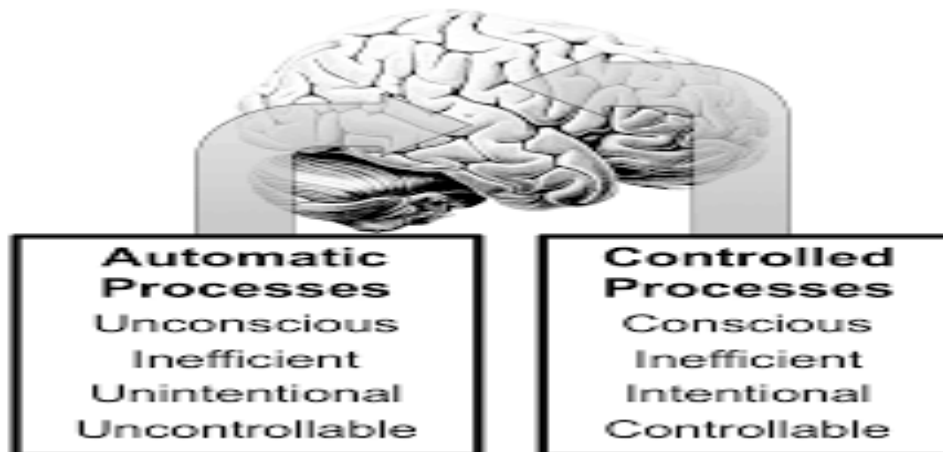 Automatic
Processes
Unconscious
Inefficient
Unintentional
Uncontrollable
Controlled
Processes
Conscious
Inefficient
Intentional
Controllable